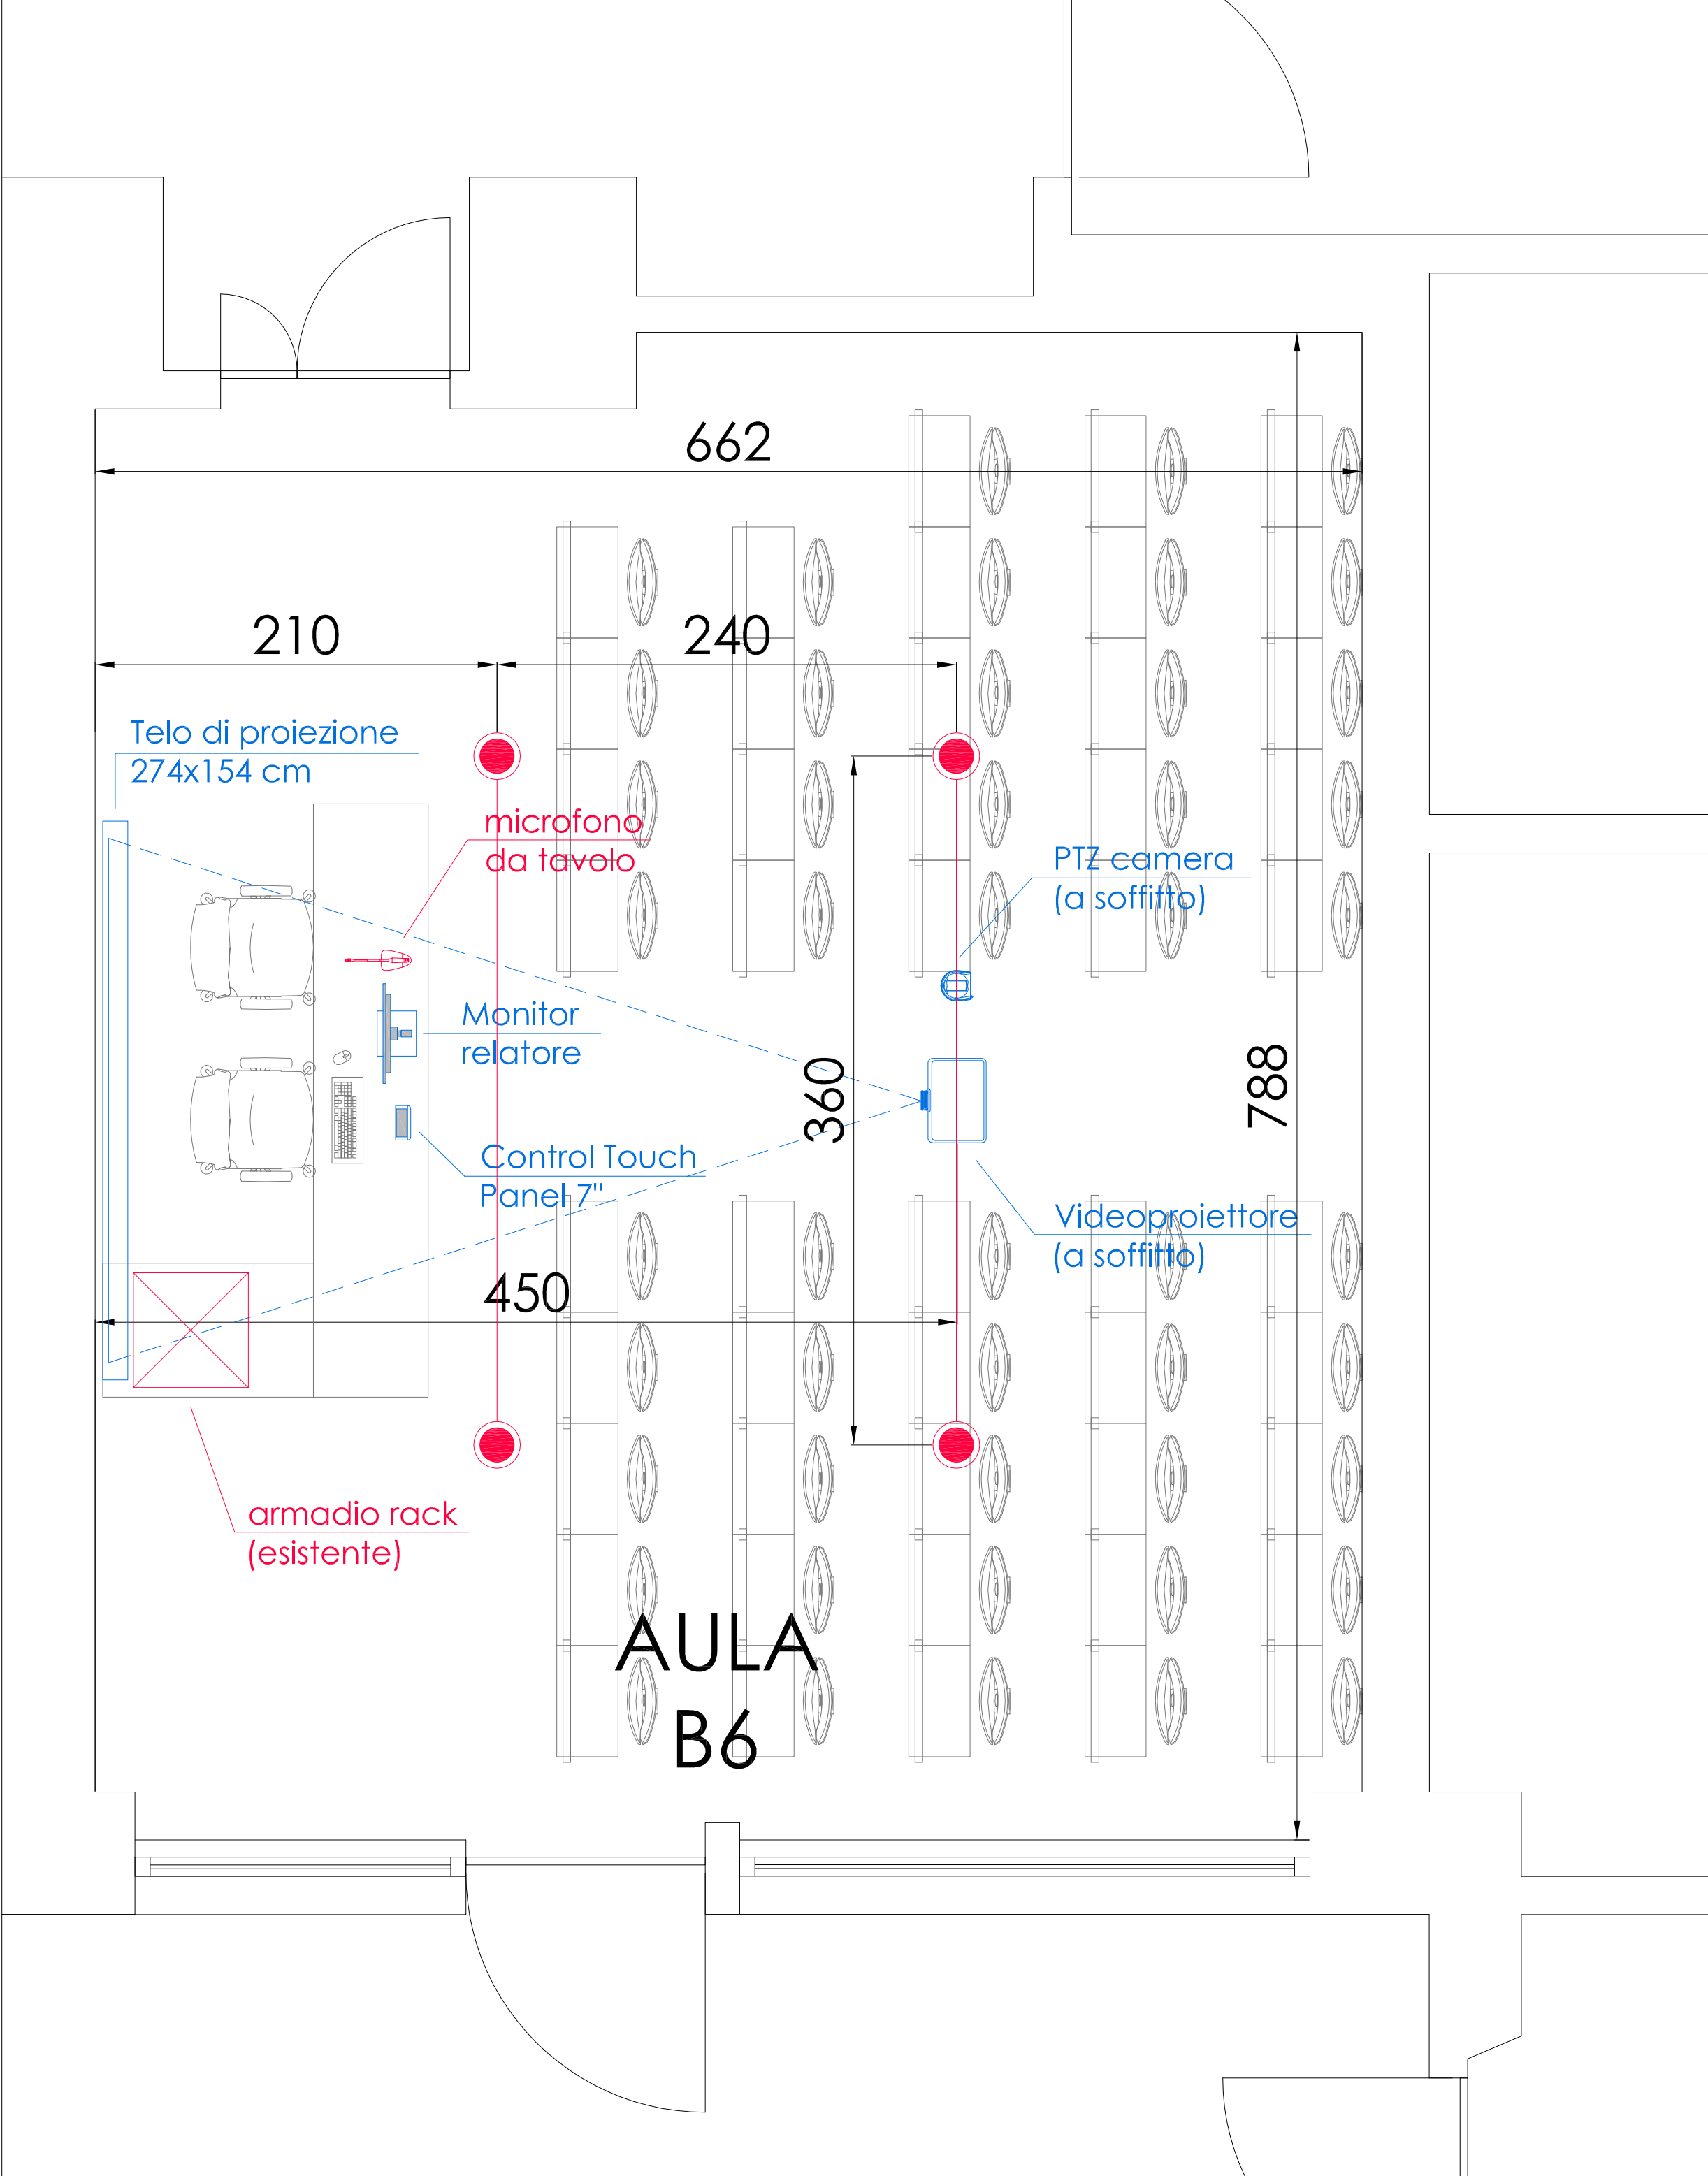 662
210
240
Telo di proiezione
274x154 cm
microfono
da tavolo
PTZ camera
(a soffitto)
Monitor
relatore
360
788
Control Touch
Panel 7"
Videoproiettore
(a soffitto)
450
armadio rack
(esistente)
AULA
B6